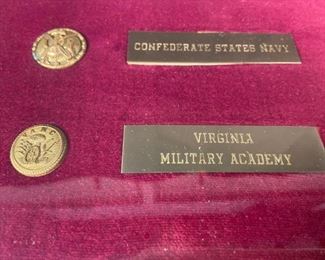 CONFEDERATE STATES NAVY
VIRGINIA
MILITARY ACADEMY